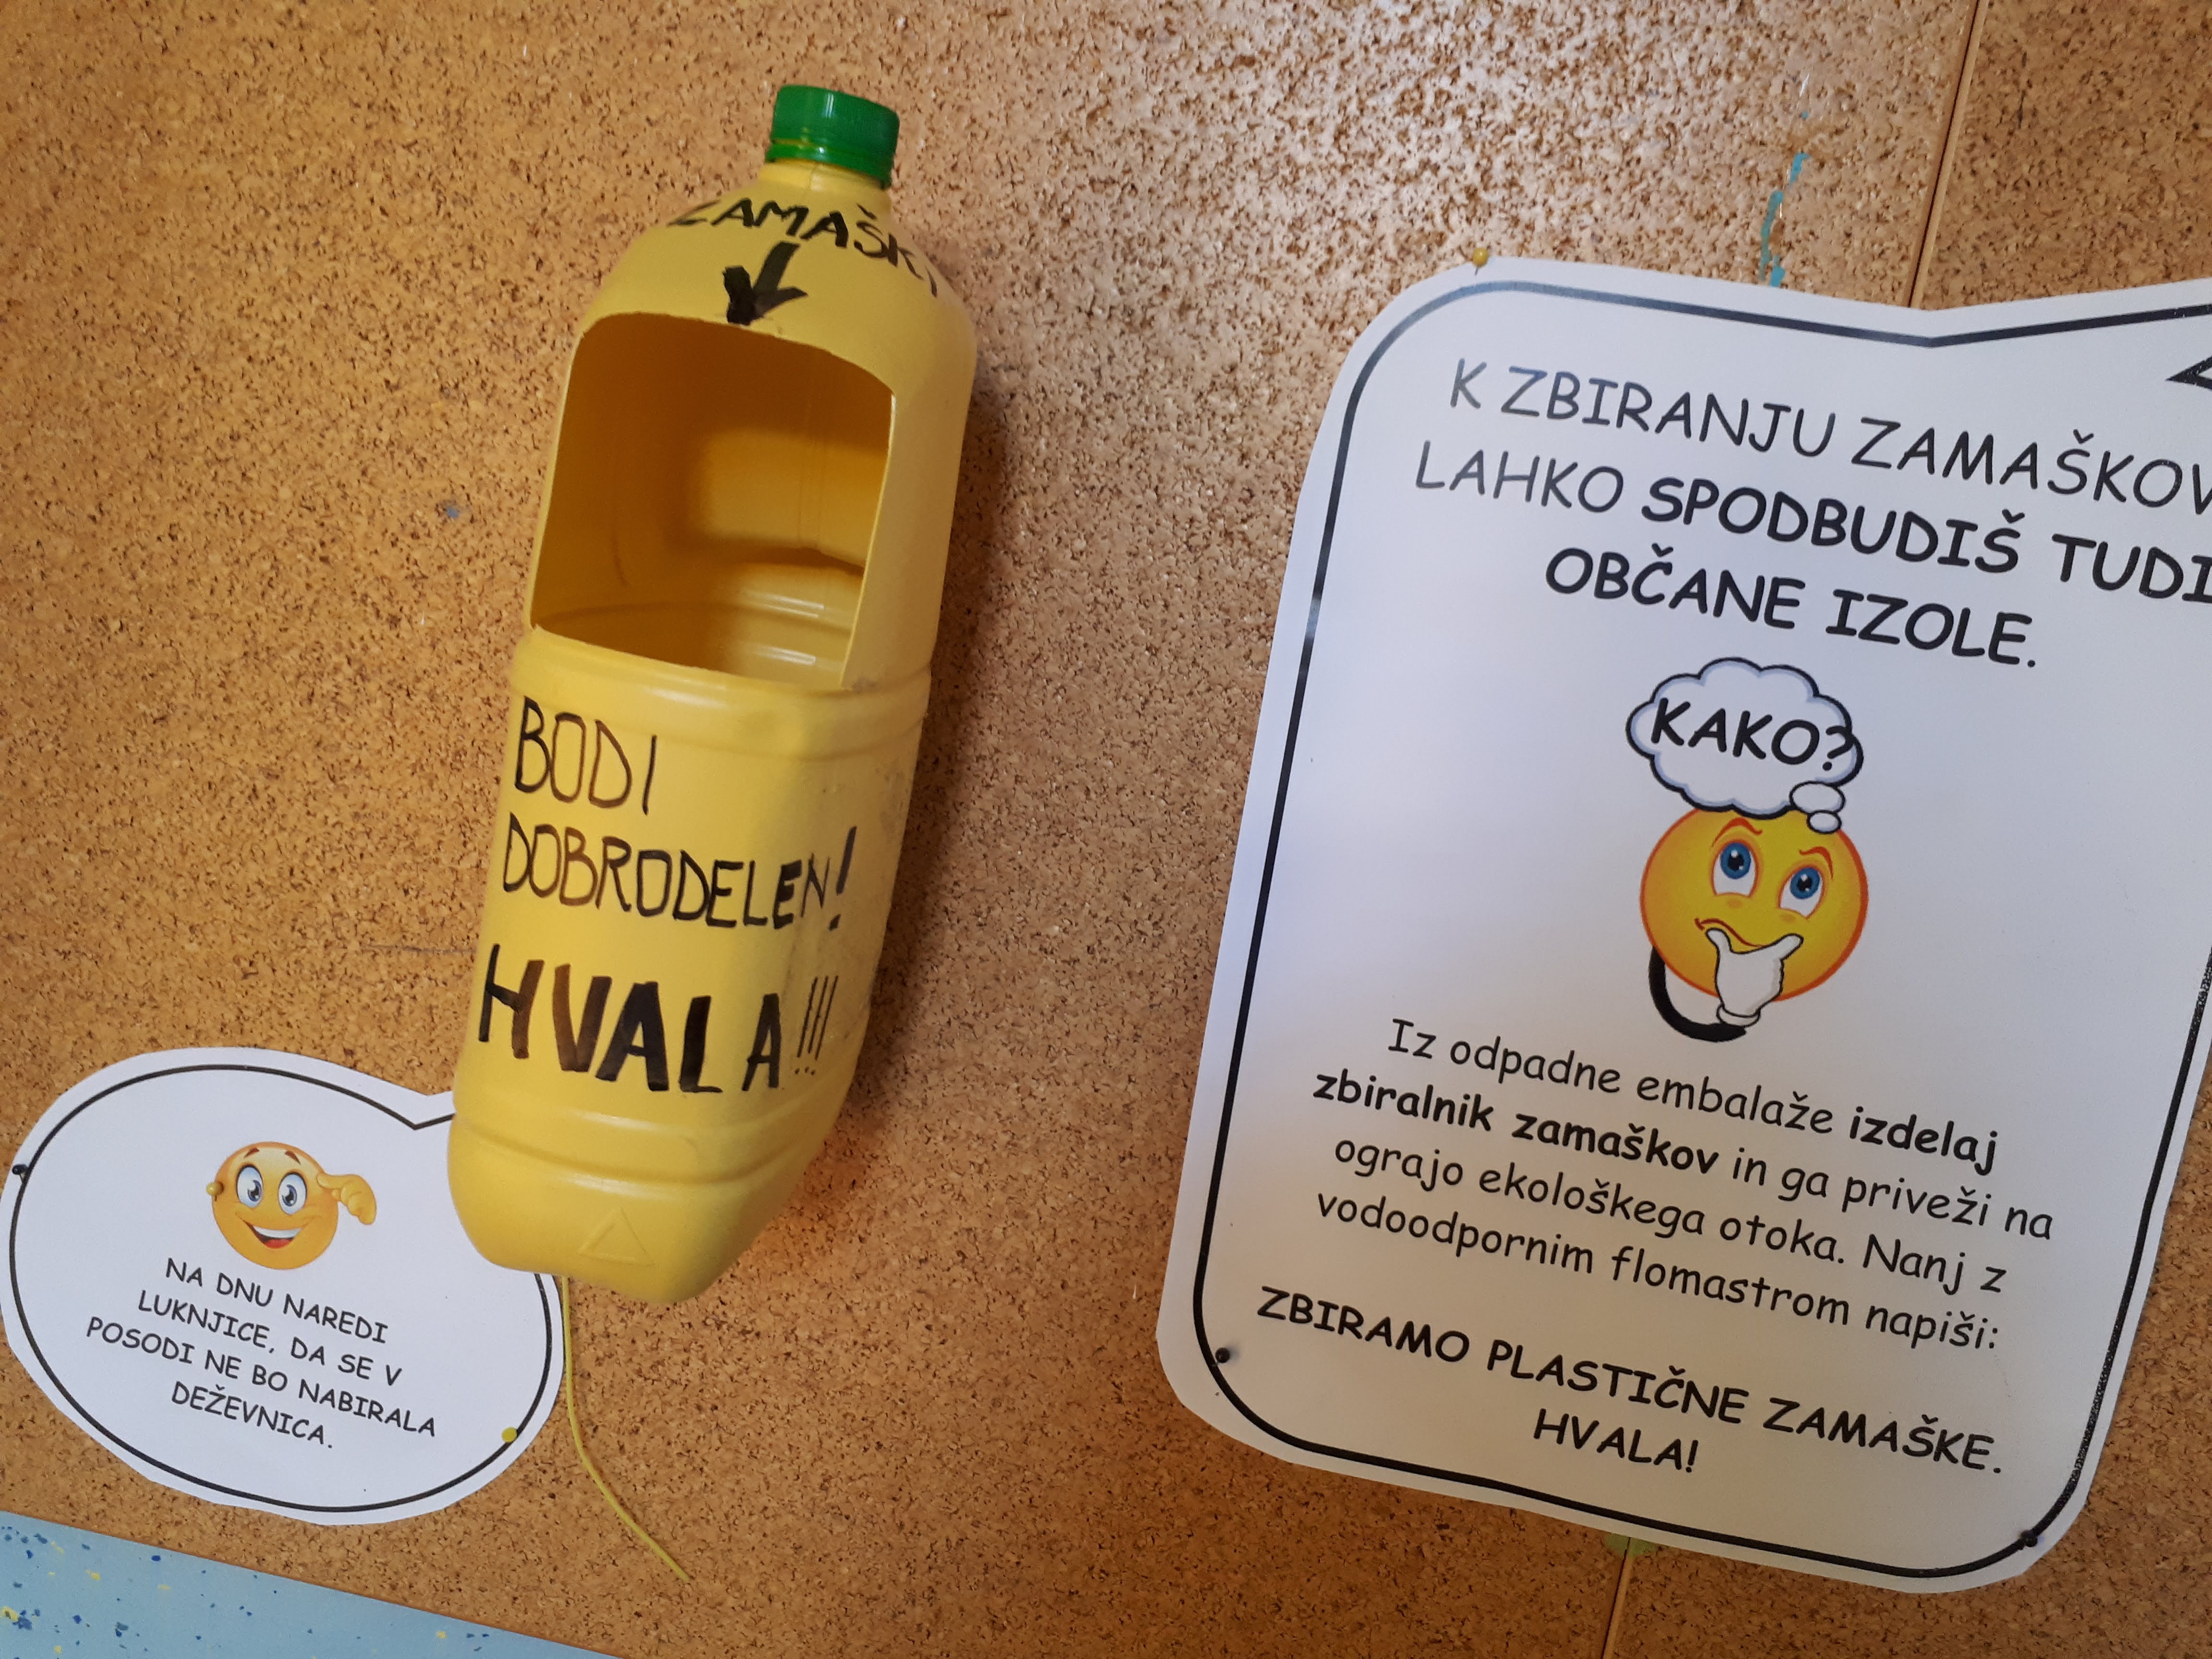 ZAMAŠKI
BODI
DOBRODELEN!
HVALA!!!
NA DNU NAREDI
LUKNJICE, DA SE V
POSODI NE BO NABIRALA
DEŽEVNICA.
K ZBIRANJU ZAMAŠKOV
LAHKO SPODBUDIŠ TUDI
OBČANE IZOLE.
KAKO?
Iz odpadne embalaže izdelaj
zbiralnik zamaškov in ga priveži na
ograjo ekološkega otoka. Nanj z
vodoodpornim flomastrom napiši:
ZBIRAMO PLASTIČNE ZAMAŠKE.
HVALA!